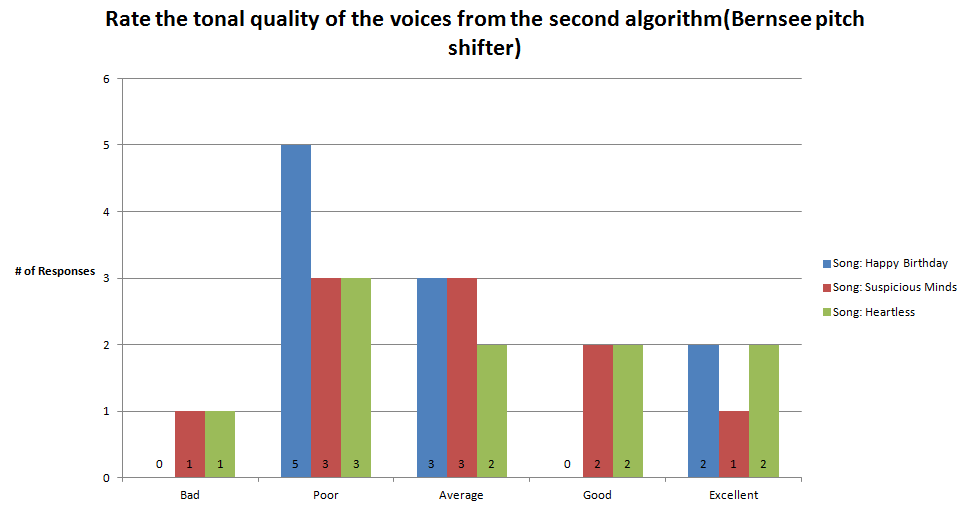 Rate the tonal quality of the voices from the second algorithm(Bernsee pitch
shifter)
6
5
4
# of Responses
3
2
1
0
0 1 1
5 3 3
3 3 2
0 2 2
2 1 2
Bad Poor Average Good Excellent
Song: Happy Birthday
Song: Suspicious Minds
Song: Heartless